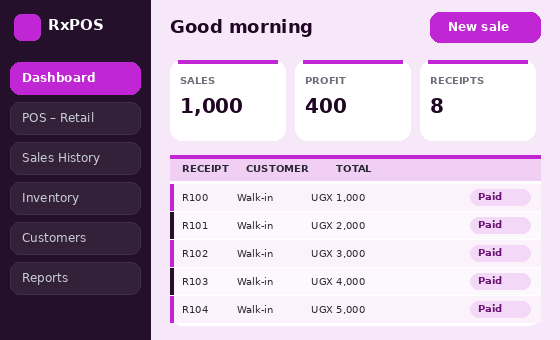 RxPOS
Dashboard
POS – Retail
Sales History
Inventory
Customers
Reports
Good morning
New sale
SALES
1,000
PROFIT
400
RECEIPTS
8
RECEIPT CUSTOMER TOTAL
R100 Walk-in UGX 1,000 Paid
R101 Walk-in UGX 2,000 Paid
R102 Walk-in UGX 3,000 Paid
R103 Walk-in UGX 4,000 Paid
R104 Walk-in UGX 5,000 Paid